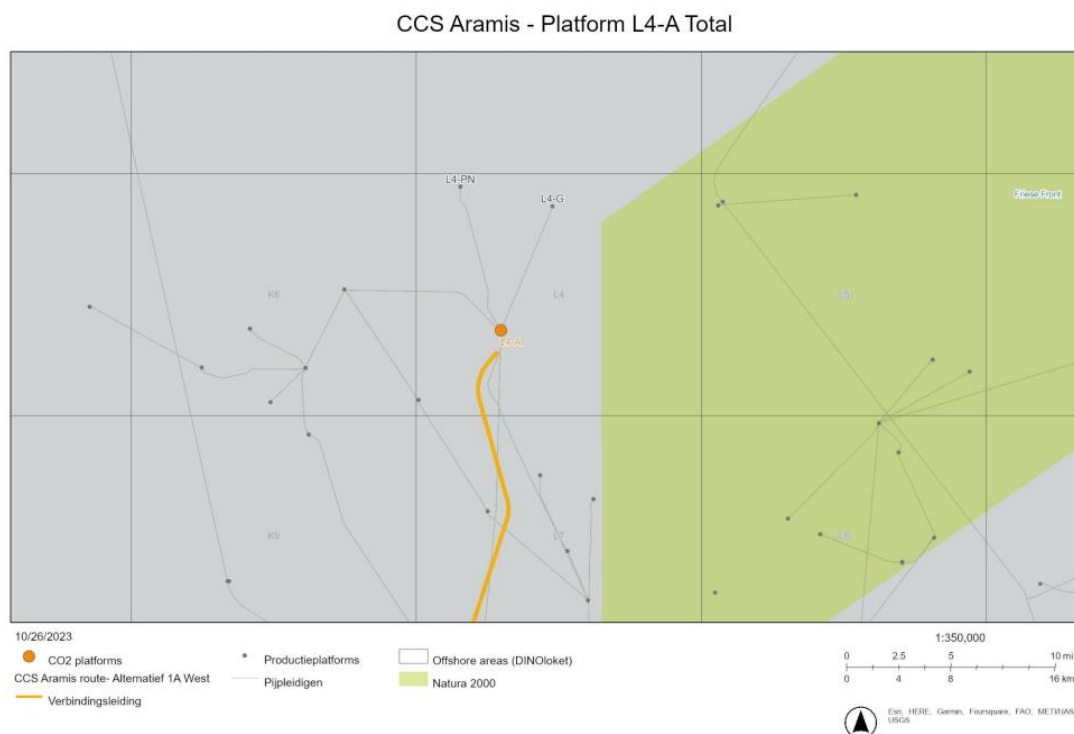 CCS Aramis - Platform L4-A Total
L4-PN
L4-G
Friese Front
K6
L4
L5
L4-A
K9
L7
L8
10/26/2023
1:350,000
CO2 platforms
CCS Aramis route- Alternatief 1A West
Verbindingsleiding
Productieplatforms
Pijpleidigen
Offshore areas (DINOloket)
Natura 2000
0 2.5 5 10 mi
0 4 8 16 km
Esri, HERE, Garmin, Foursquare, FAO, METI/NAS
USGS